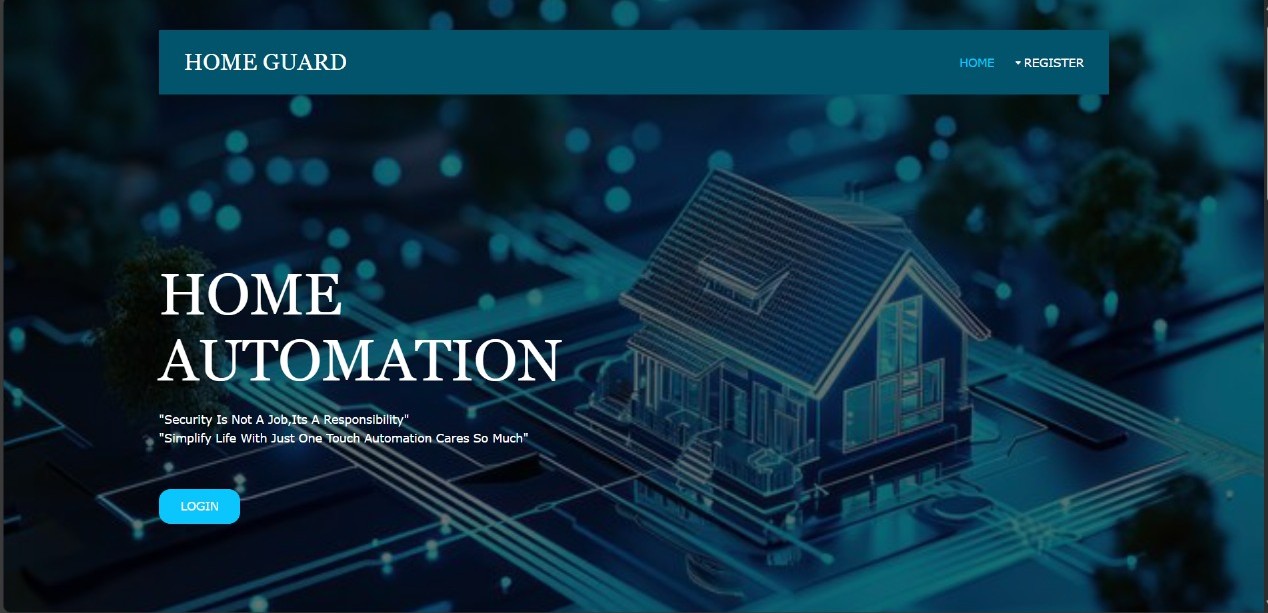 HOME GUARD
HOME REGISTER
HOME
AUTOMATION
"Security Is Not A Job,Its A Responsibility"
"Simplify Life With Just One Touch Automation Cares So Much"
LOGIN